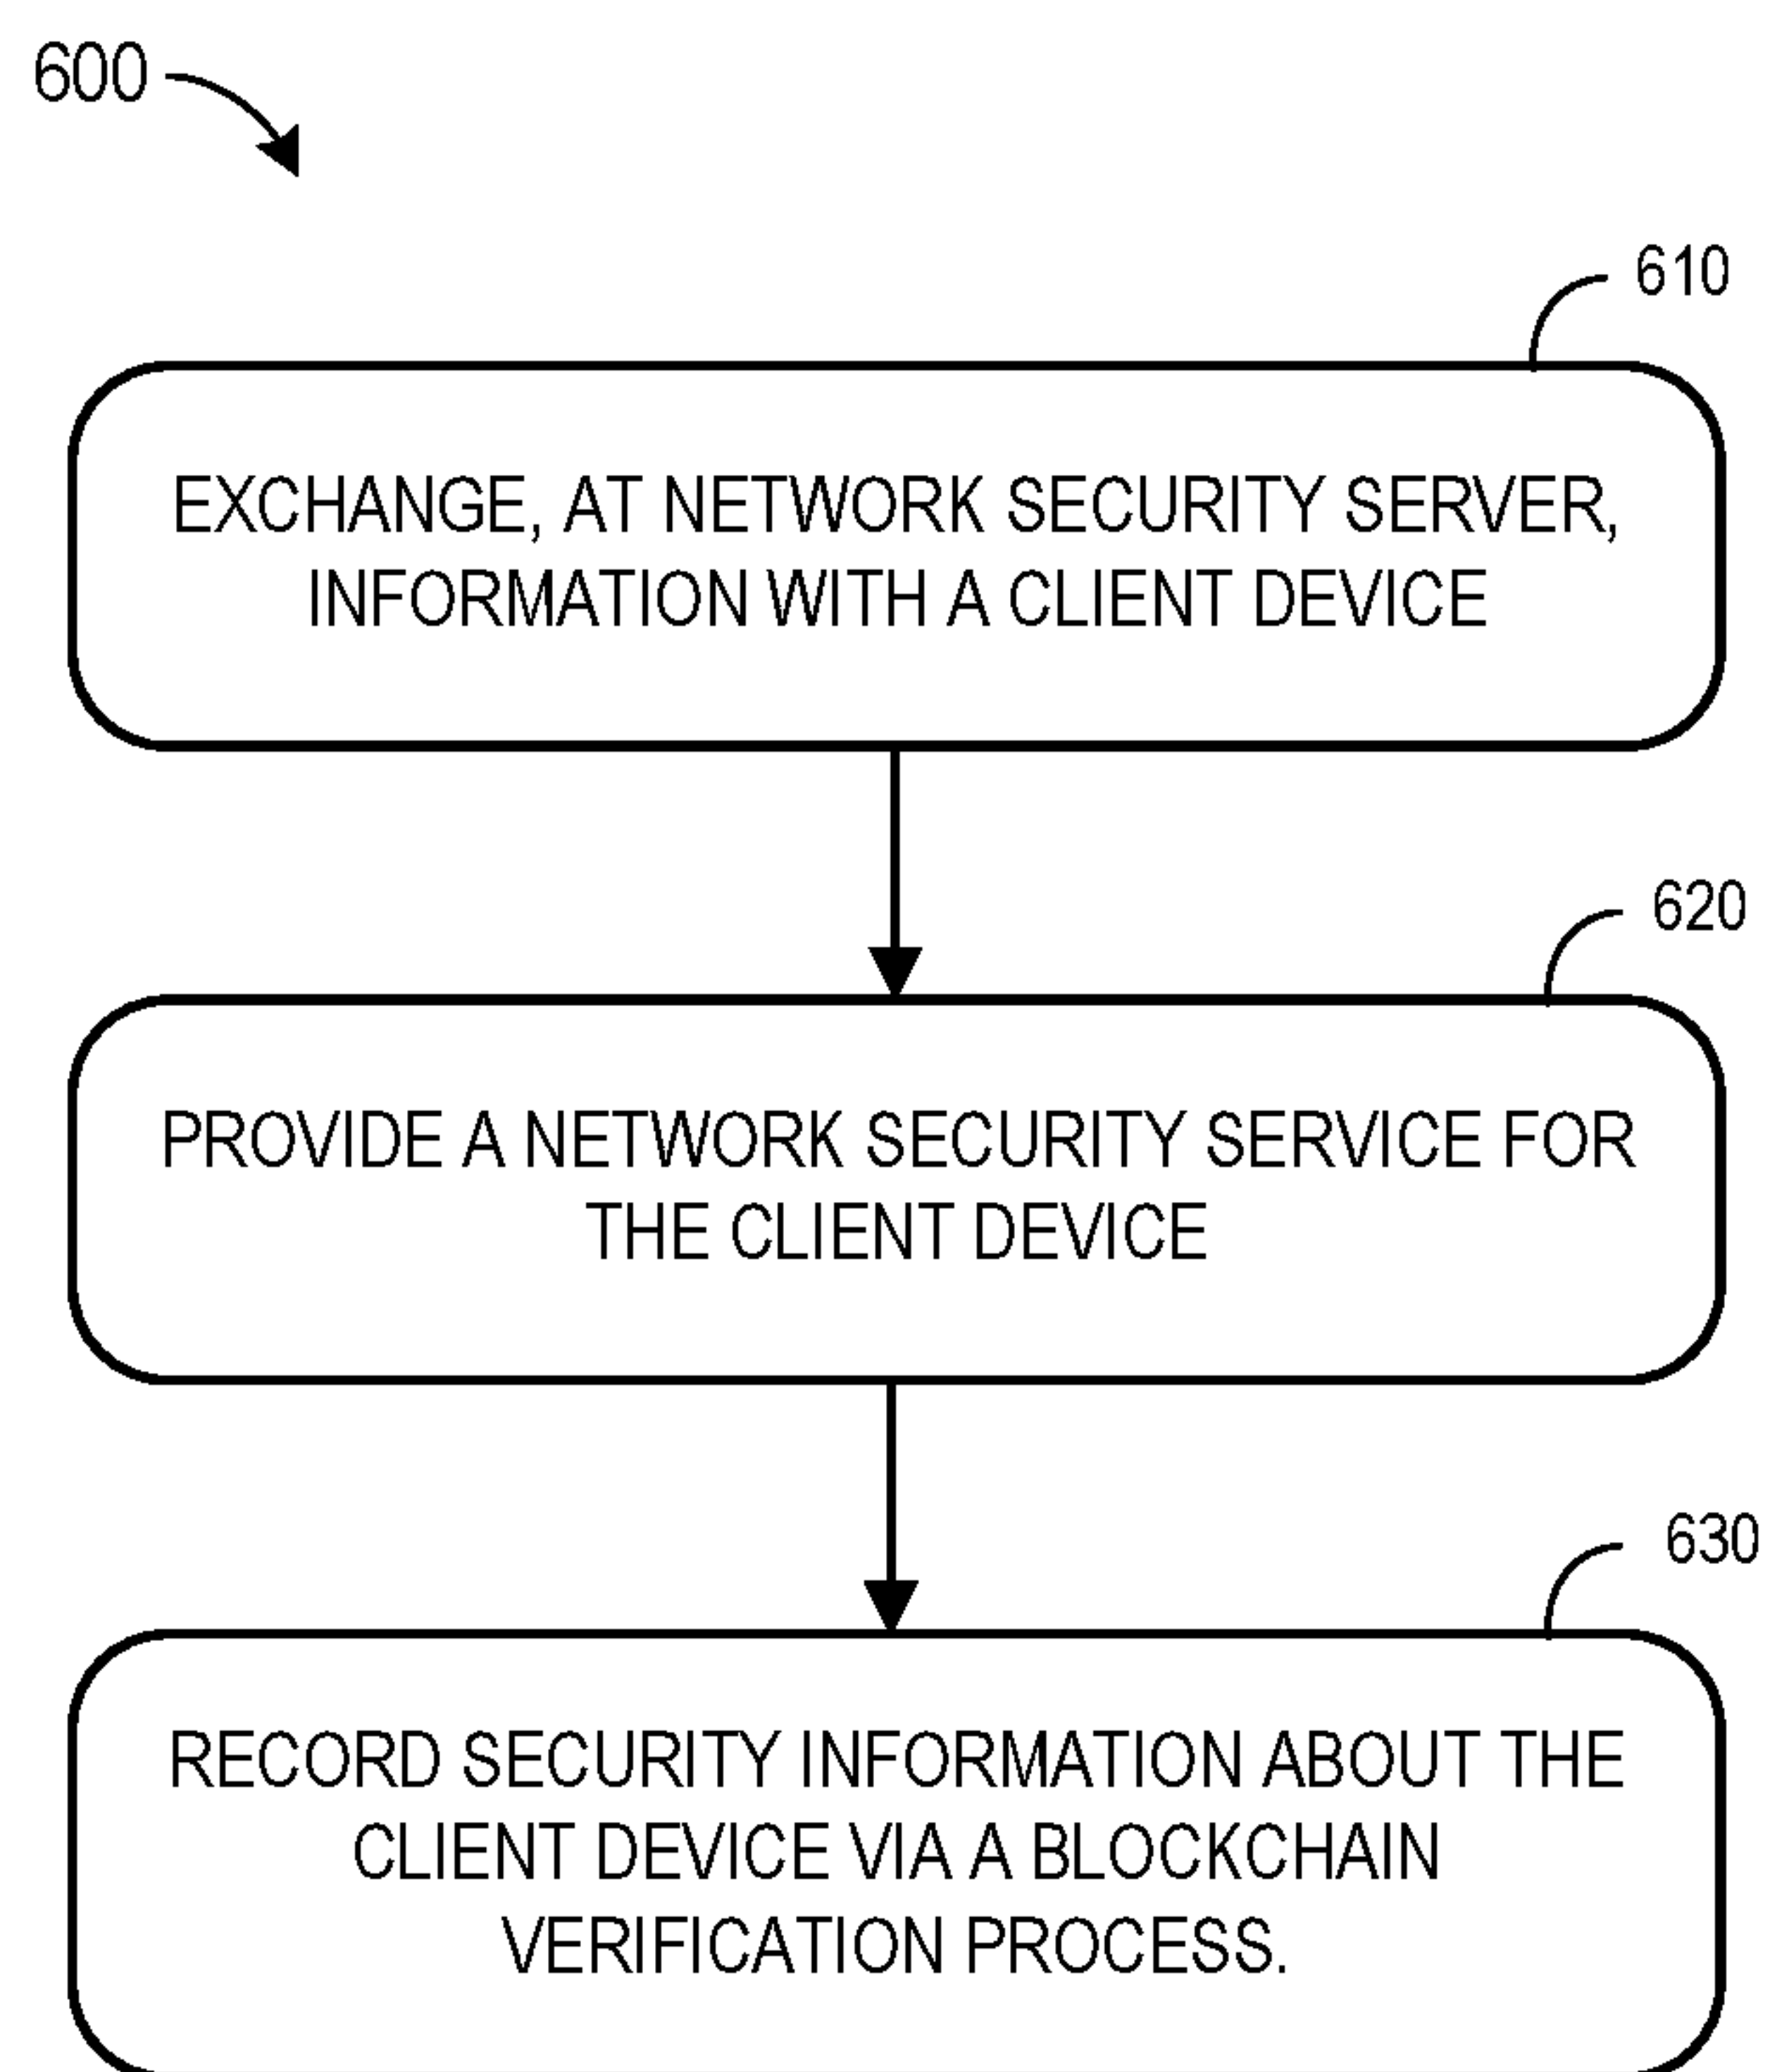 600
610
EXCHANGE, AT NETWORK SECURITY SERVER,
INFORMATION WITH A CLIENT DEVICE
620
PROVIDE A NETWORK SECURITY SERVICE FOR
THE CLIENT DEVICE
630
RECORD SECURITY INFORMATION ABOUT THE
CLIENT DEVICE VIA A BLOCKCHAIN
VERIFICATION PROCESS.